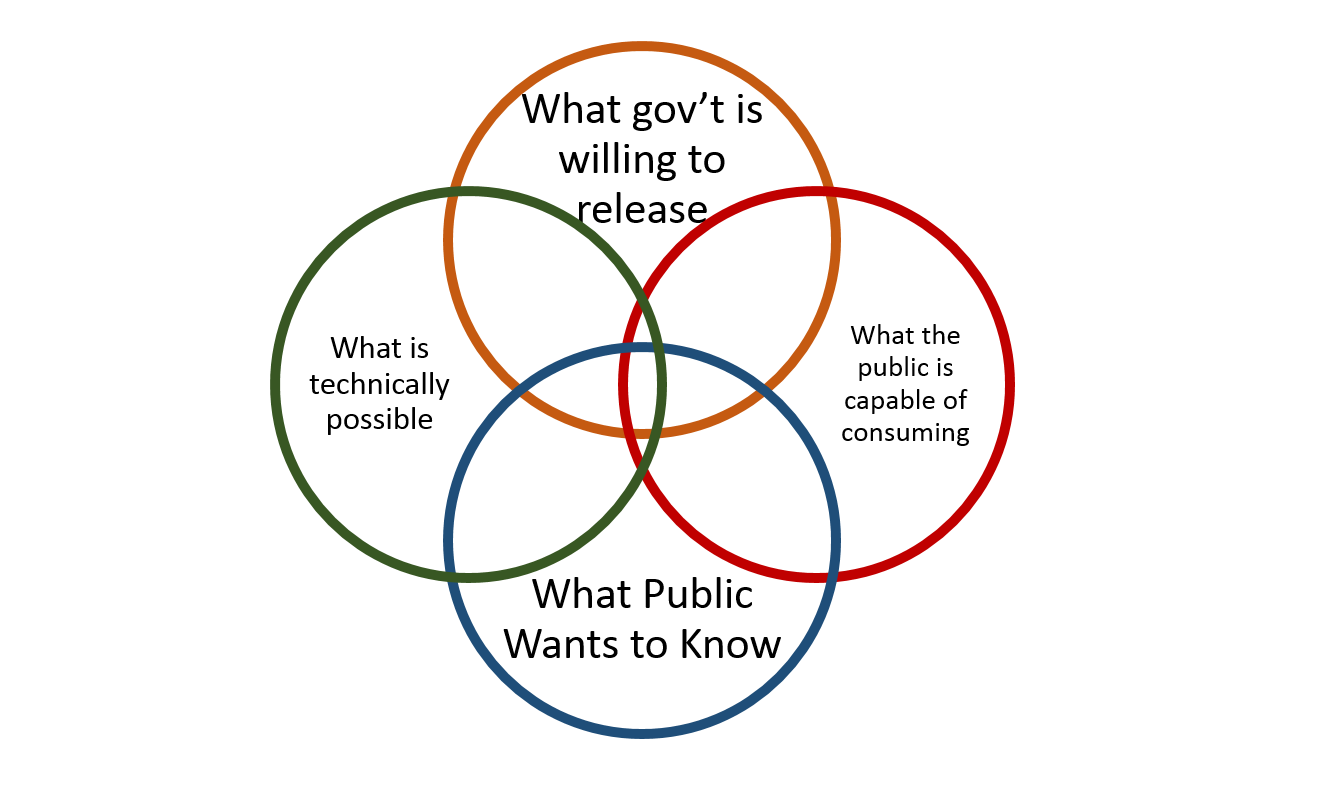 What gov’t is
willing to
release
What is
technically
possible
What the
public is
capable of
consuming
What Public
Wants to Know